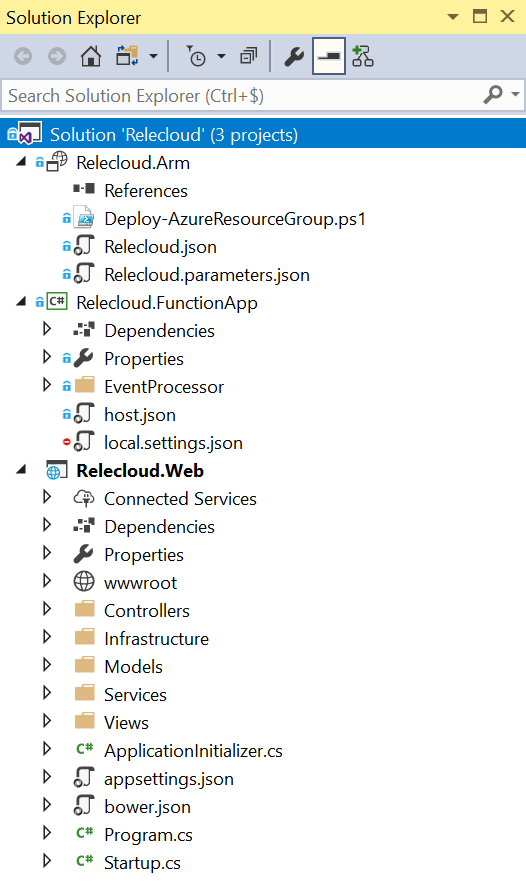 Solution Explorer
Search Solution Explorer (Ctrl+$)
Solution 'Relecloud' (3 projects)
Relecloud.Arm
References
Deploy-AzureResourceGroup.ps1
Relecloud.json
Relecloud.parameters.json
C# Relecloud.FunctionApp
Dependencies
Properties
EventProcessor
host.json
local.settings.json
Relecloud.Web
Connected Services
Dependencies
Properties
wwwroot
Controllers
Infrastructure
Models
Services
Views
C# ApplicationInitializer.cs
appsettings.json
bower.json
C# Program.cs
C# Startup.cs